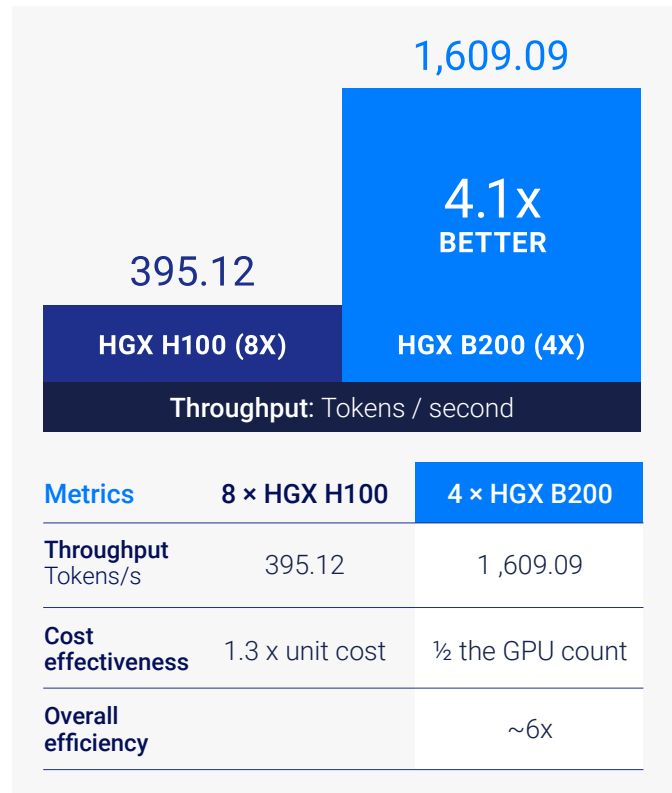 1,609.09
4.1x
BETTER
395.12
HGX H100 (8X) HGX B200 (4X)
Throughput: Tokens / second
Metrics 8 × HGX H100 4 × HGX B200
Throughput
Tokens/s 395.12 1 ,609.09
Cost
effectiveness 1.3 x unit cost ½ the GPU count
Overall
efficiency ~6x